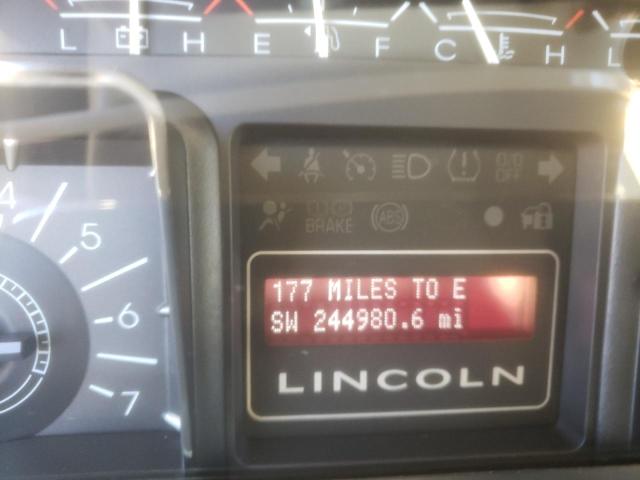 L H E F C H L
O/D OFF
BRAKE ABS
4
5
6
7
177 MILES TO E
SW 244980.6 mi
LINCOLN